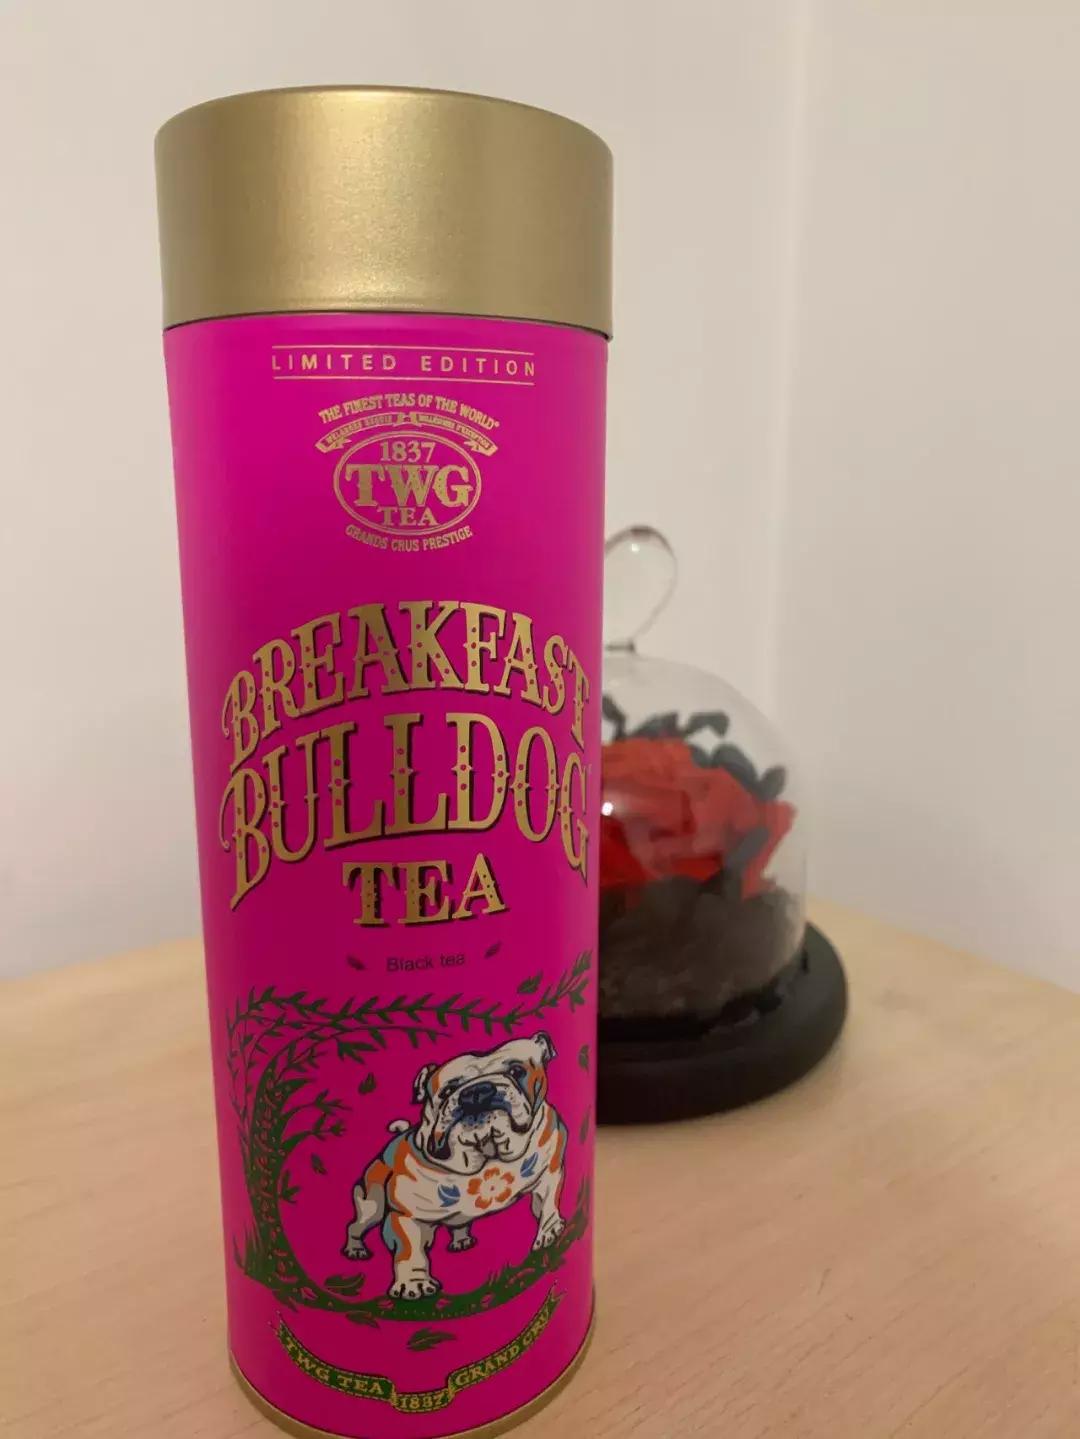 LIMITED EDITION
THE FINEST TEAS OF THE WORLD®
1837
TWG
TEA
GRANDS CRUS PRESTIGE
BREAKFAST
BULLDOG
TEA
Black tea
TWG TEA 1837 GRAND CRU